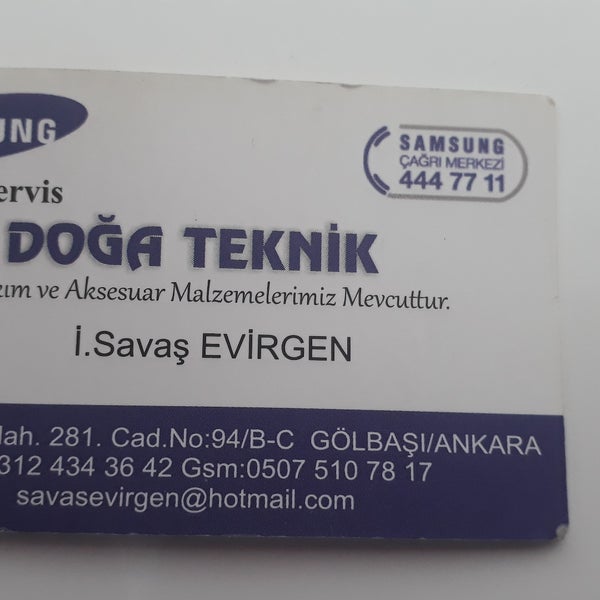 UNG
SAMSUNG
ÇAĞRI MERKEZİ
444 77 11
ervis
DOĞA TEKNİK
kım ve Aksesuar Malzemelerimiz Mevcuttur.
İ.Savaş EVİRGEN
lah. 281. Cad.No:94/B-C GÖLBAŞI/ANKARA
312 434 36 42 Gsm:0507 510 78 17
savasevirgen@hotmail.com